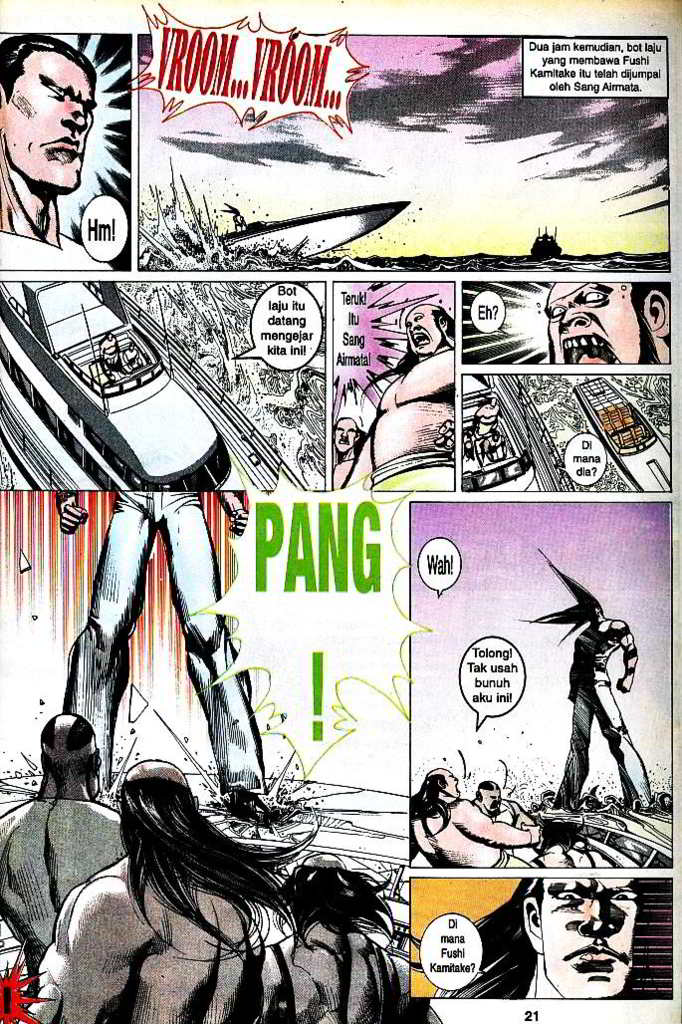 Hm!
VROOM...VROOM...
Dua jam kemudian, bot laju
yang membawa Fushi
Kamitake itu telah dijumpai
oleh Sang Airmata.
Bot
laju itu
datang
mengejar
kita ini!
Teruk!
Itu
Sang
Airmata!
Eh?
Di
mana
dia?
PANG
!
Wah!
Tolong!
Tak usah
bunuh
aku ini!
Di
mana
Fushi
Kamitake?
21